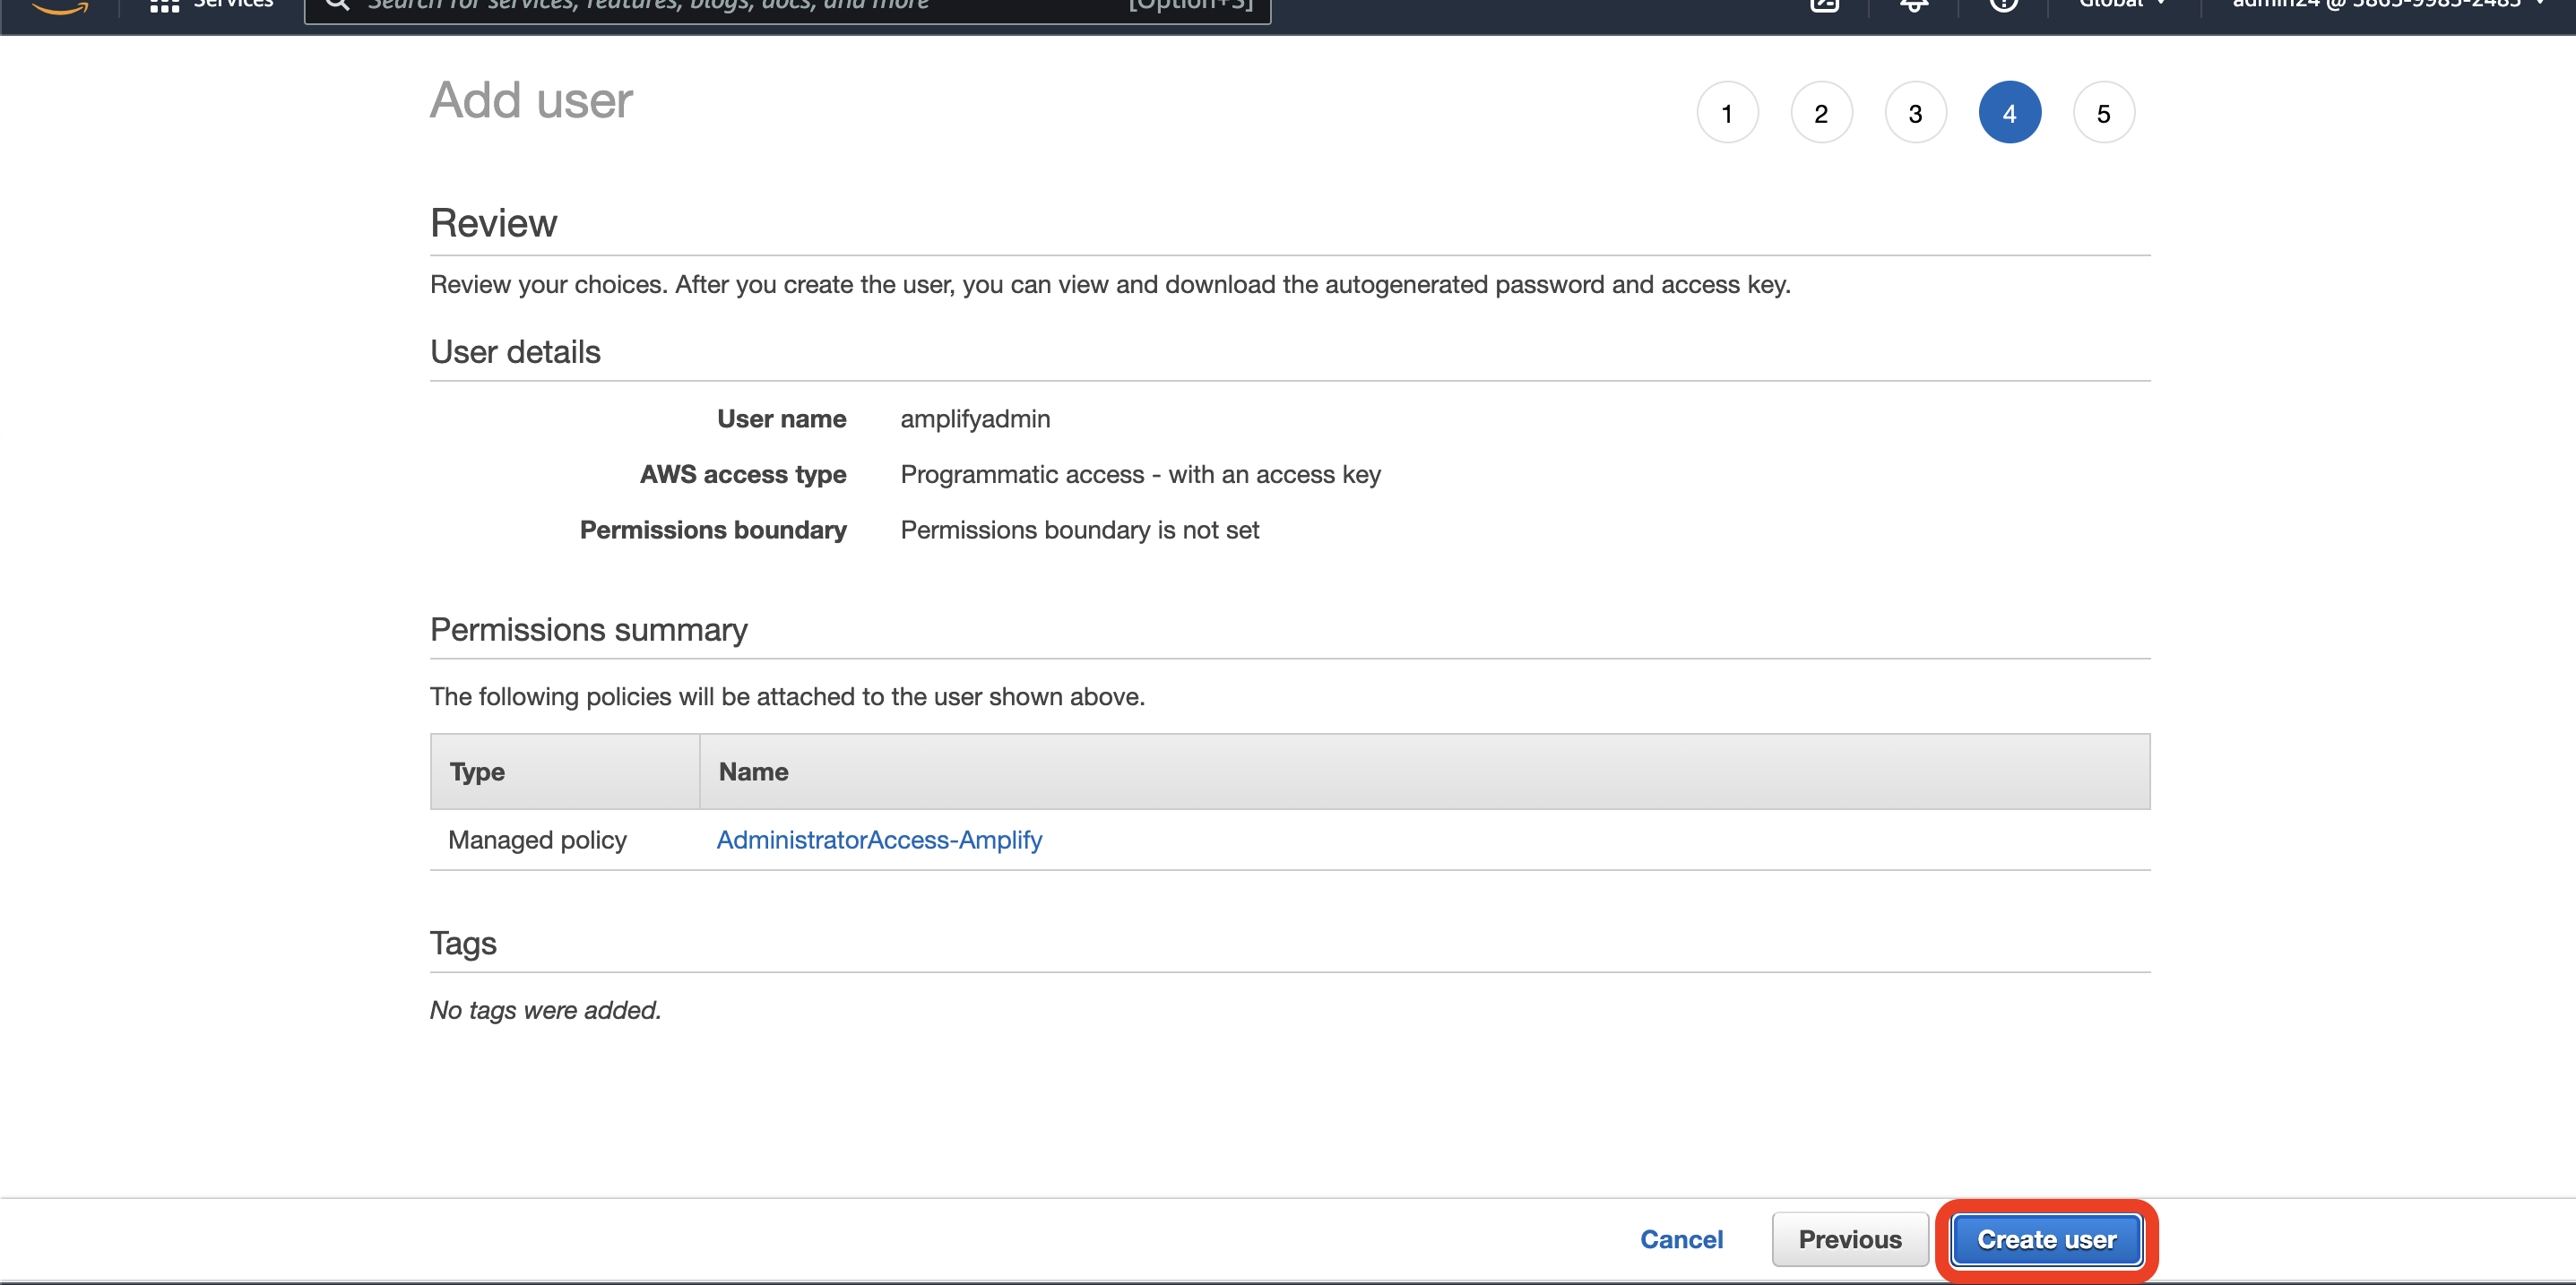 Services
Search for services, features, blogs, docs, and more
[Option+S]
Global
Add user
1 2 3 4 5
Review
Review your choices. After you create the user, you can view and download the autogenerated password and access key.
User details
User name amplifyadmin
AWS access type Programmatic access - with an access key
Permissions boundary Permissions boundary is not set
Permissions summary
The following policies will be attached to the user shown above.
Type Name
Managed policy AdministratorAccess-Amplify
Tags
No tags were added.
Cancel Previous Create user